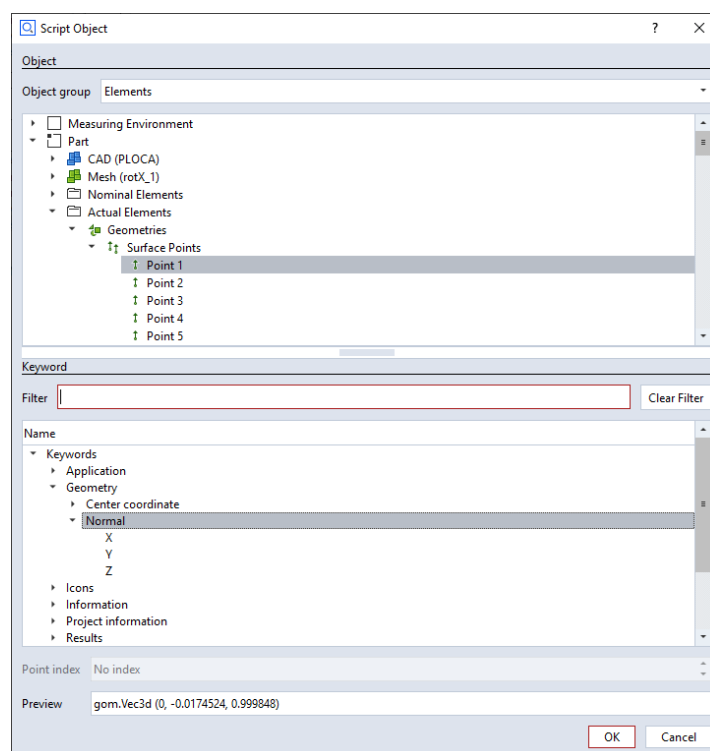 Script Object
?
Object
Object group Elements
Measuring Environment
Part
CAD (PLOCA)
Mesh (rotX_1)
Nominal Elements
Actual Elements
Geometries
Surface Points
Point 1
Point 2
Point 3
Point 4
Point 5
Keyword
Filter Clear Filter
Name
Keywords
Application
Geometry
Center coordinate
Normal
X
Y
Z
Icons
Information
Project information
Results
Point index No index
Preview gom.Vec3d (0, -0.0174524, 0.999848)
OK Cancel